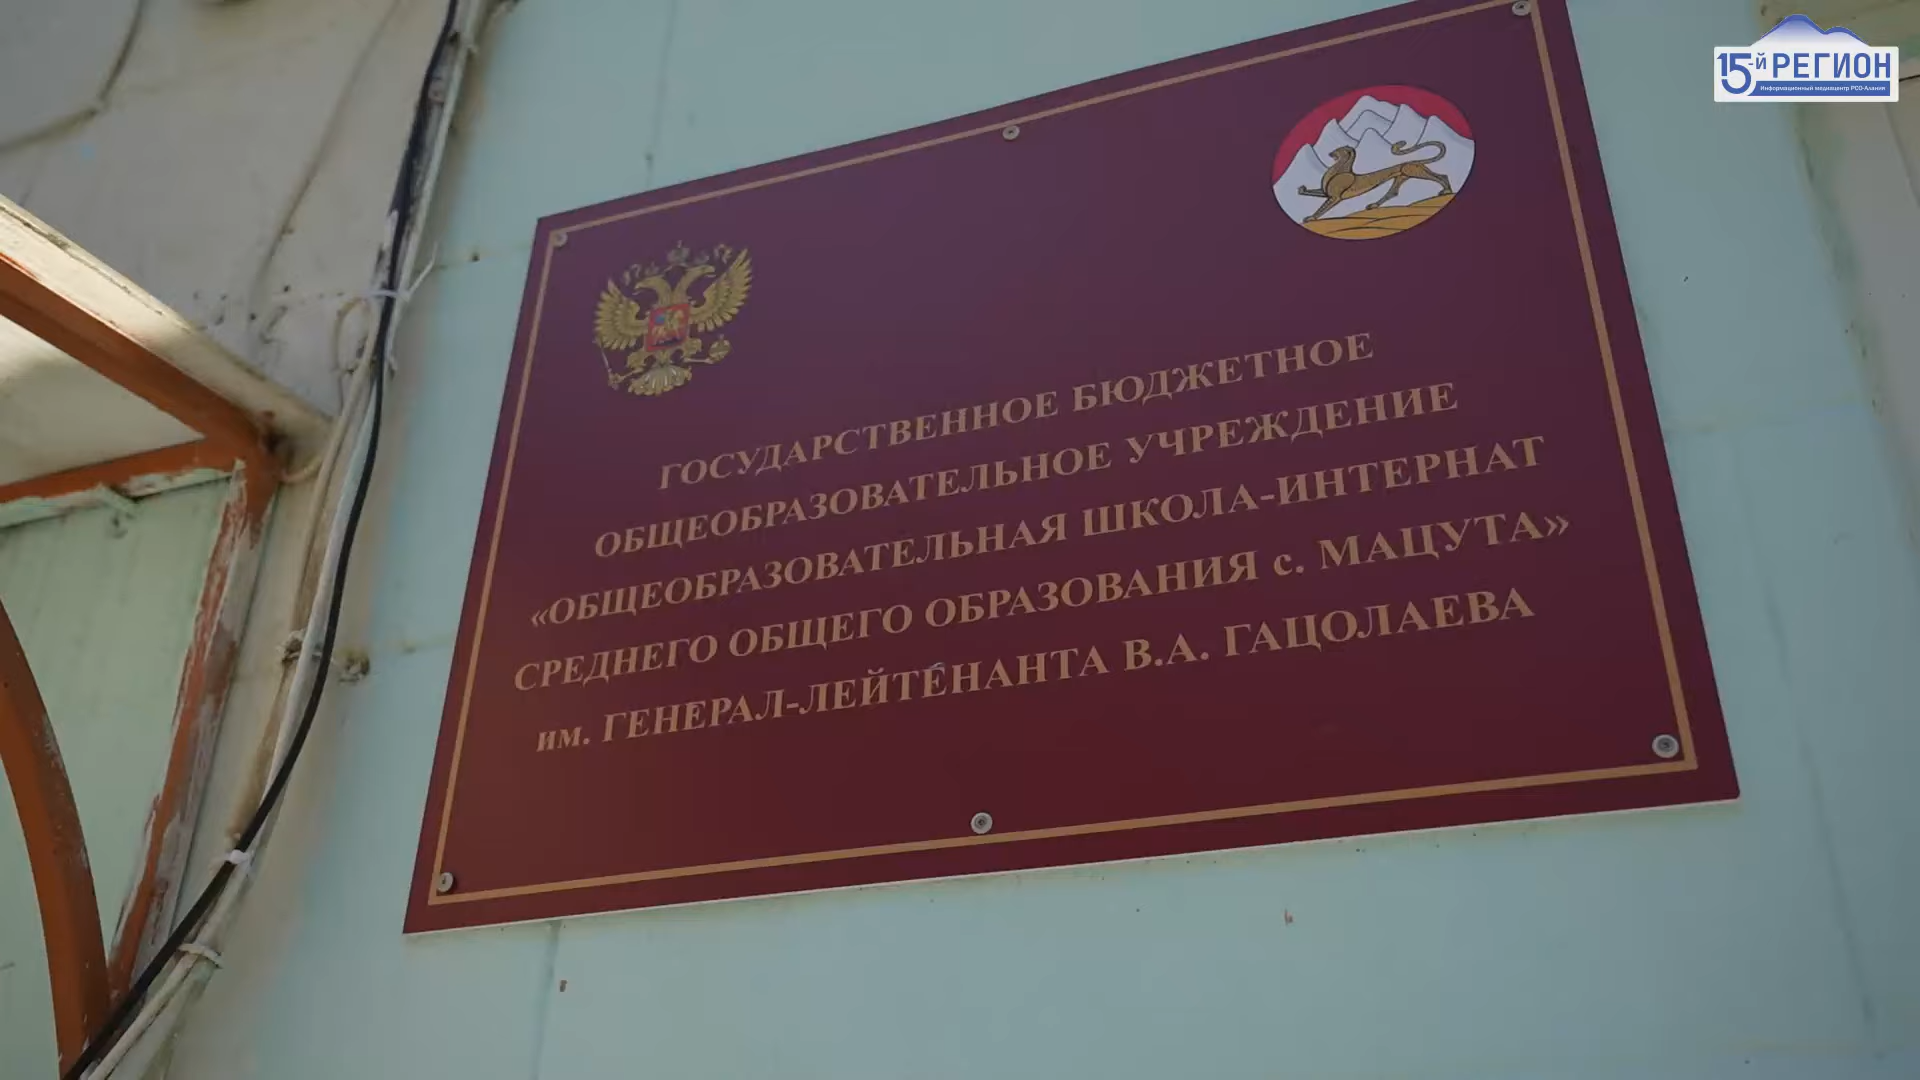 15-й РЕГИОН
Информационный медиацентр РСО-Алания
ГОСУДАРСТВЕННОЕ БЮДЖЕТНОЕ
ОБЩЕОБРАЗОВАТЕЛЬНОЕ УЧРЕЖДЕНИЕ
«ОБЩЕОБРАЗОВАТЕЛЬНАЯ ШКОЛА-ИНТЕРНАТ
СРЕДНЕГО ОБЩЕГО ОБРАЗОВАНИЯ с. МАЦУТА»
им. ГЕНЕРАЛ-ЛЕЙТЕНАНТА В.А. ГАЦОЛАЕВА